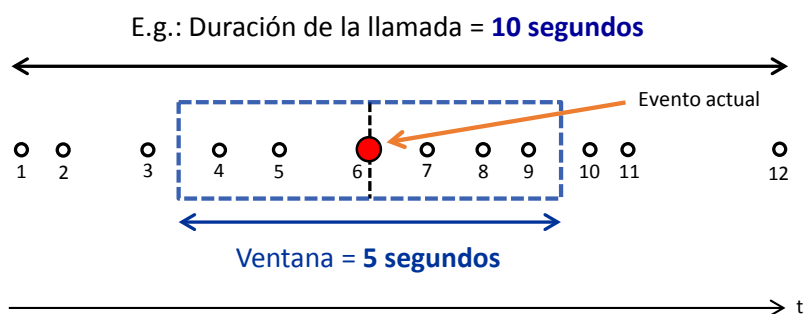 E.g.: Duración de la llamada = 10 segundos
Evento actual
1 2 3 4 5 6 7 8 9 10 11 12
Ventana = 5 segundos
t